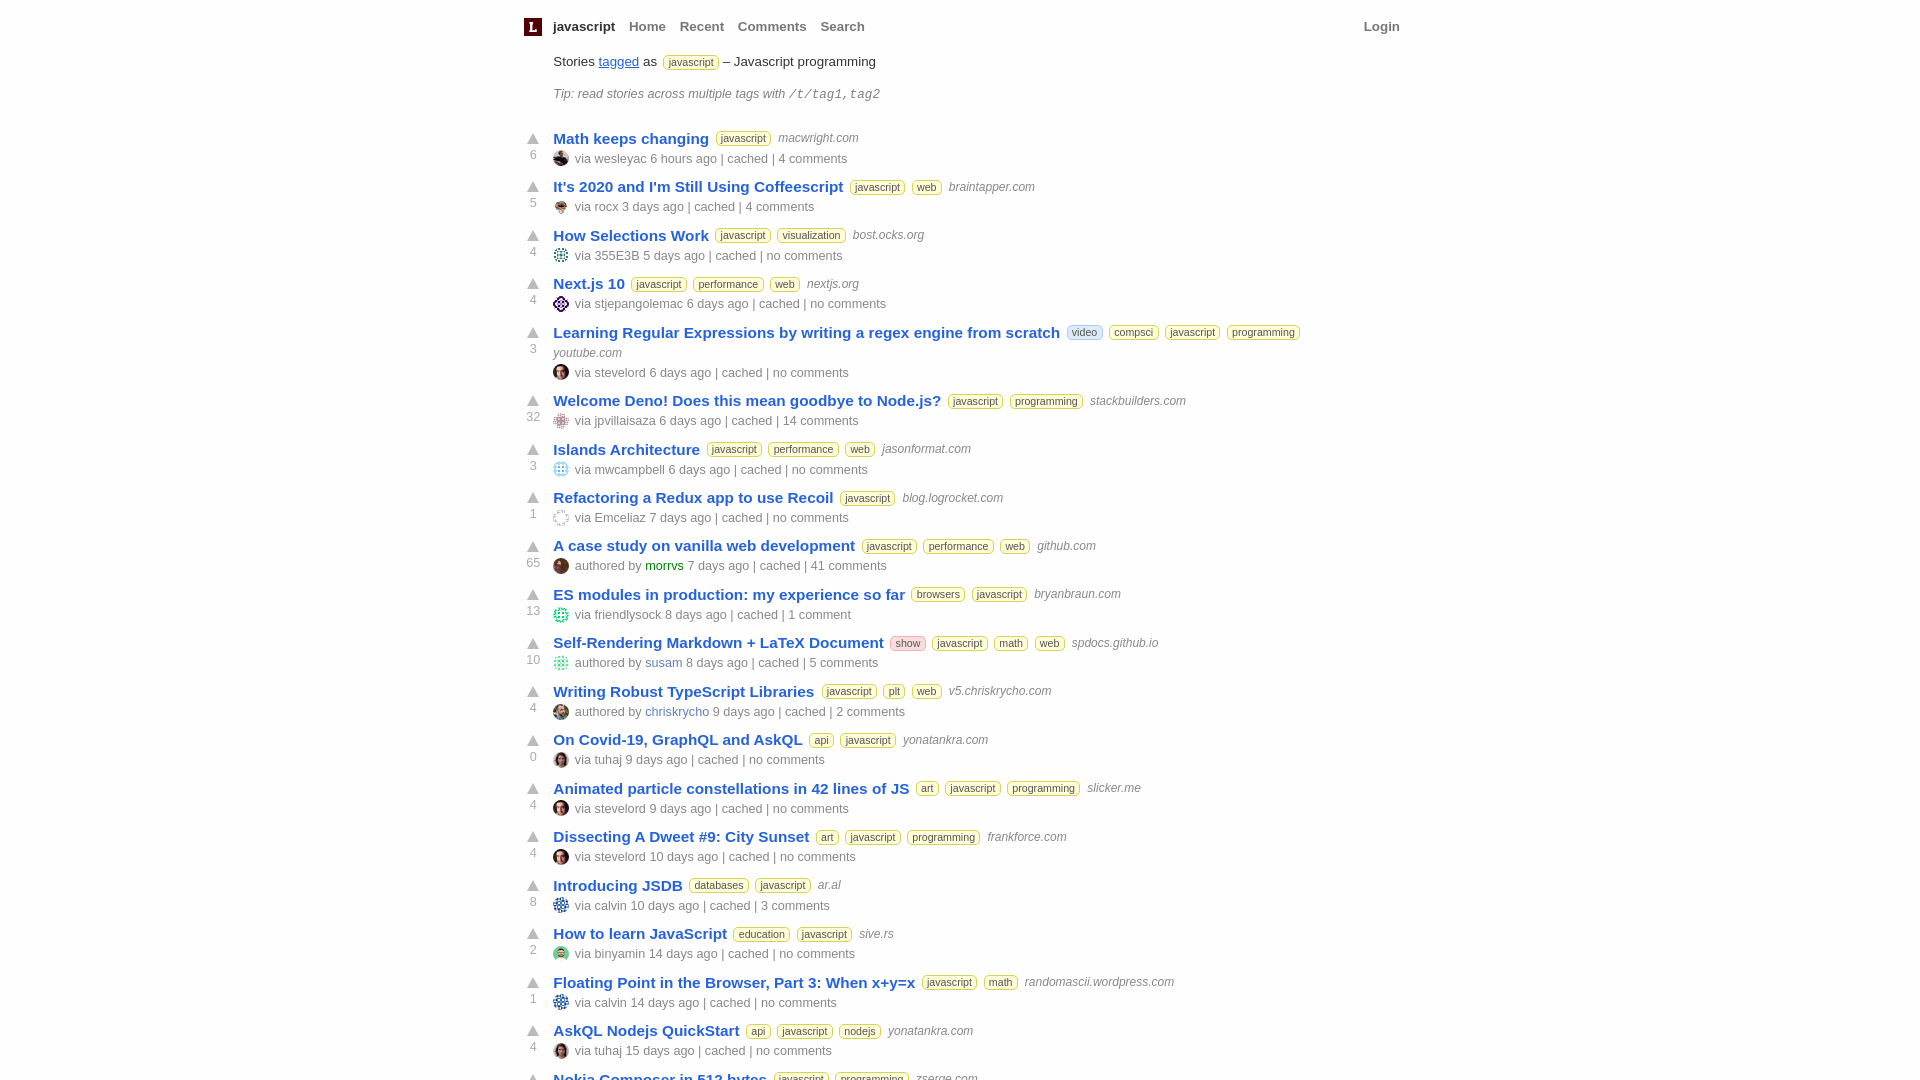 L javascript Home Recent Comments Search Login
Stories tagged as javascript – Javascript programming
Tip: read stories across multiple tags with /t/tag1,tag2
Math keeps changing javascript macwright.com
6 via wesleyac 6 hours ago | cached | 4 comments
It's 2020 and I'm Still Using Coffeescript javascript web braintapper.com
5 via rocx 3 days ago | cached | 4 comments
How Selections Work javascript visualization bost.ocks.org
4 via 355E3B 5 days ago | cached | no comments
Next.js 10 javascript performance web nextjs.org
4 via stjepangolemac 6 days ago | cached | no comments
Learning Regular Expressions by writing a regex engine from scratch video compsci javascript programming
3 youtube.com
via stevelord 6 days ago | cached | no comments
Welcome Deno! Does this mean goodbye to Node.js? javascript programming stackbuilders.com
32 via jpvillaisaza 6 days ago | cached | 14 comments
Islands Architecture javascript performance web jasonformat.com
3 via mwcampbell 6 days ago | cached | no comments
Refactoring a Redux app to use Recoil javascript blog.logrocket.com
1 via Emceliaz 7 days ago | cached | no comments
A case study on vanilla web development javascript performance web github.com
65 authored by morrvs 7 days ago | cached | 41 comments
ES modules in production: my experience so far browsers javascript bryanbraun.com
13 via friendlysock 8 days ago | cached | 1 comment
Self-Rendering Markdown + LaTeX Document show javascript math web spdocs.github.io
10 authored by susam 8 days ago | cached | 5 comments
Writing Robust TypeScript Libraries javascript plt web v5.chriskrycho.com
4 authored by chriskrycho 9 days ago | cached | 2 comments
On Covid-19, GraphQL and AskQL api javascript yonatankra.com
0 via tuhaj 9 days ago | cached | no comments
Animated particle constellations in 42 lines of JS art javascript programming slicker.me
4 via stevelord 9 days ago | cached | no comments
Dissecting A Dweet #9: City Sunset art javascript programming frankforce.com
4 via stevelord 10 days ago | cached | no comments
Introducing JSDB databases javascript ar.al
8 via calvin 10 days ago | cached | 3 comments
How to learn JavaScript education javascript sive.rs
2 via binyamin 14 days ago | cached | no comments
Floating Point in the Browser, Part 3: When x+y=x javascript math randomascii.wordpress.com
1 via calvin 14 days ago | cached | no comments
AskQL Nodejs QuickStart api javascript nodejs yonatankra.com
4 via tuhaj 15 days ago | cached | no comments
Nokia Composer in 512 bytes javascript programming zserge.com